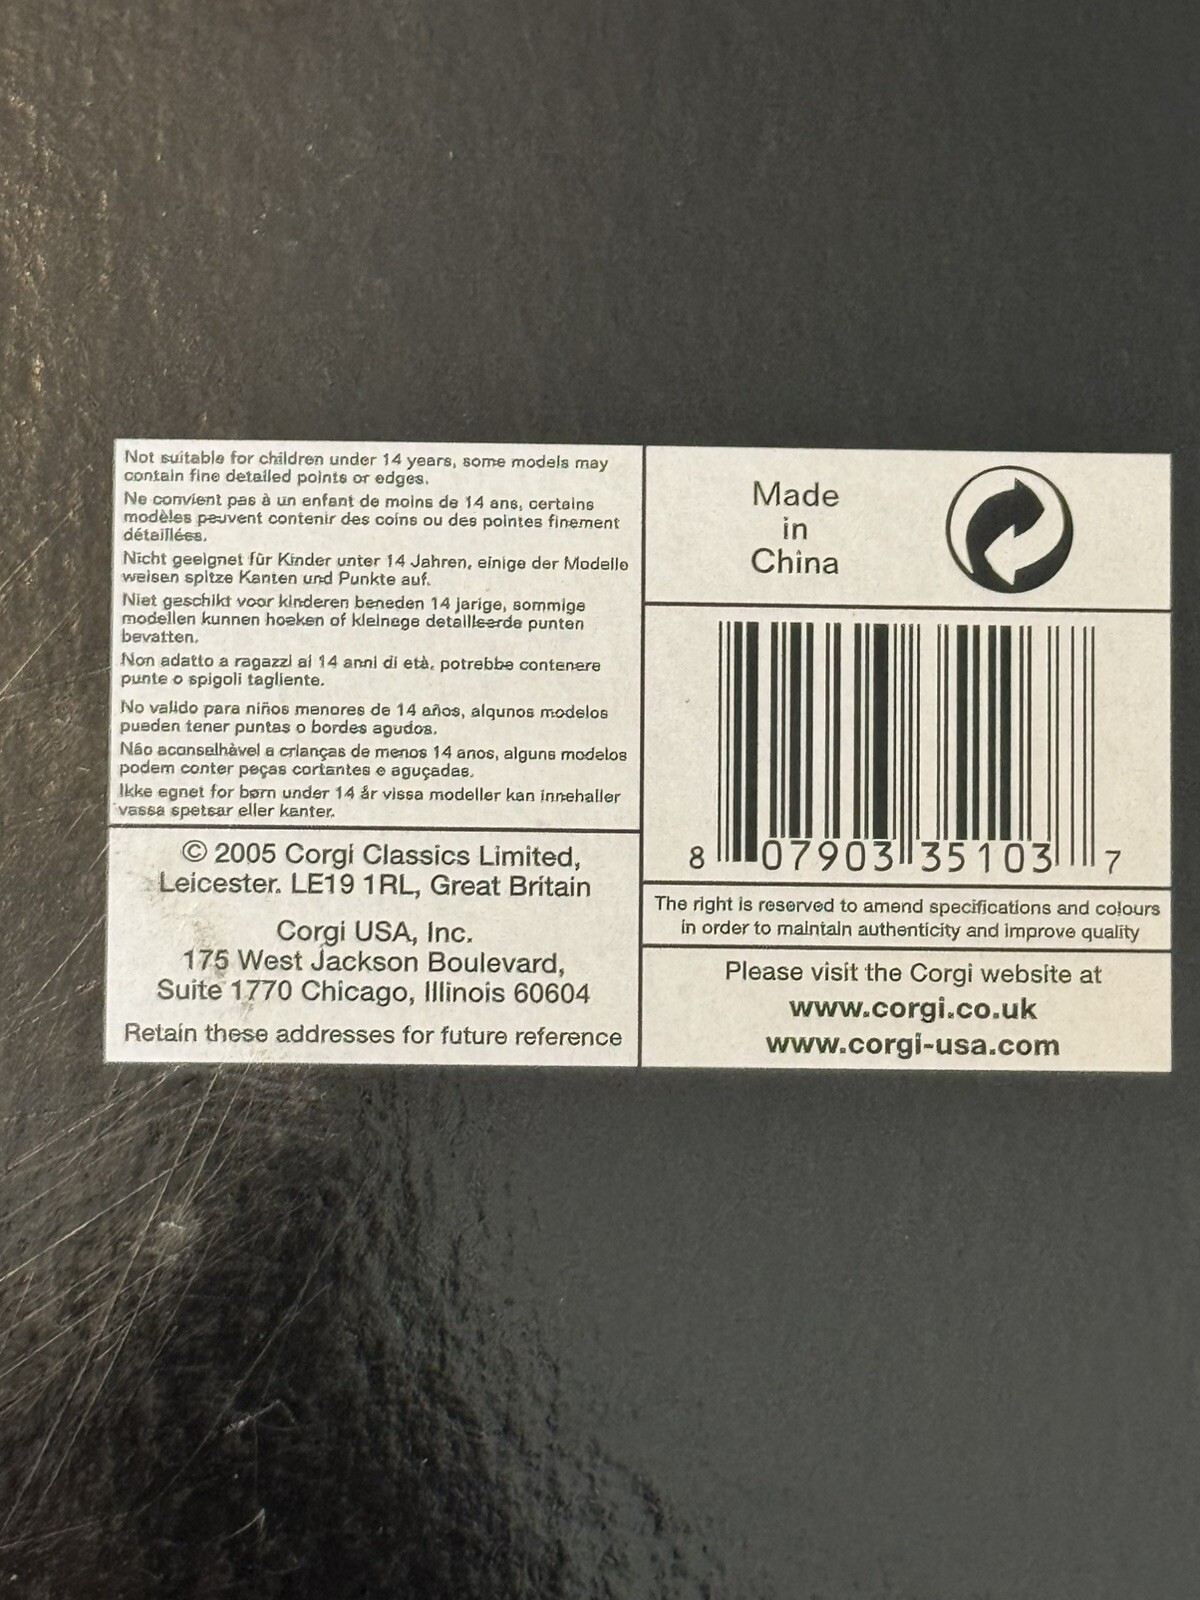 Not suitable for children under 14 years, some models may
contain fine detailed points or edges.
Ne convient pas à un enfant de moins de 14 ans, certains
modèles peuvent contenir des coins ou des pointes finement
détaillées.
Nicht geeignet für Kinder unter 14 Jahren, einige der Modelle
weisen spitze Kanten und Punkte auf.
Niet geschikt voor kinderen beneden 14 jarige, sommige
modellen kunnen hoeken of kleinege detailleerde punten
bevatten.
Non adatto a ragazzi ai 14 anni di età, potrebbe contenere
punte o spigoli tagliente.
No valido para niños menores de 14 años, alqunos modelos
pueden tener puntas o bordes agudos.
Não aconselhàvel a crianças de menos 14 anos, alguns modelos
podem conter peças cortantes e aguçadas.
Ikke egnet for børn under 14 år vissa modeller kan innehaller
vassa spetsar eller kanter.
© 2005 Corgi Classics Limited,
Leicester. LE19 1RL, Great Britain
Corgi USA, Inc.
175 West Jackson Boulevard,
Suite 1770 Chicago, Illinois 60604
Retain these addresses for future reference
Made
in
China
8 07903 35103 7
The right is reserved to amend specifications and colours
in order to maintain authenticity and improve quality
Please visit the Corgi website at
www.corgi.co.uk
www.corgi-usa.com